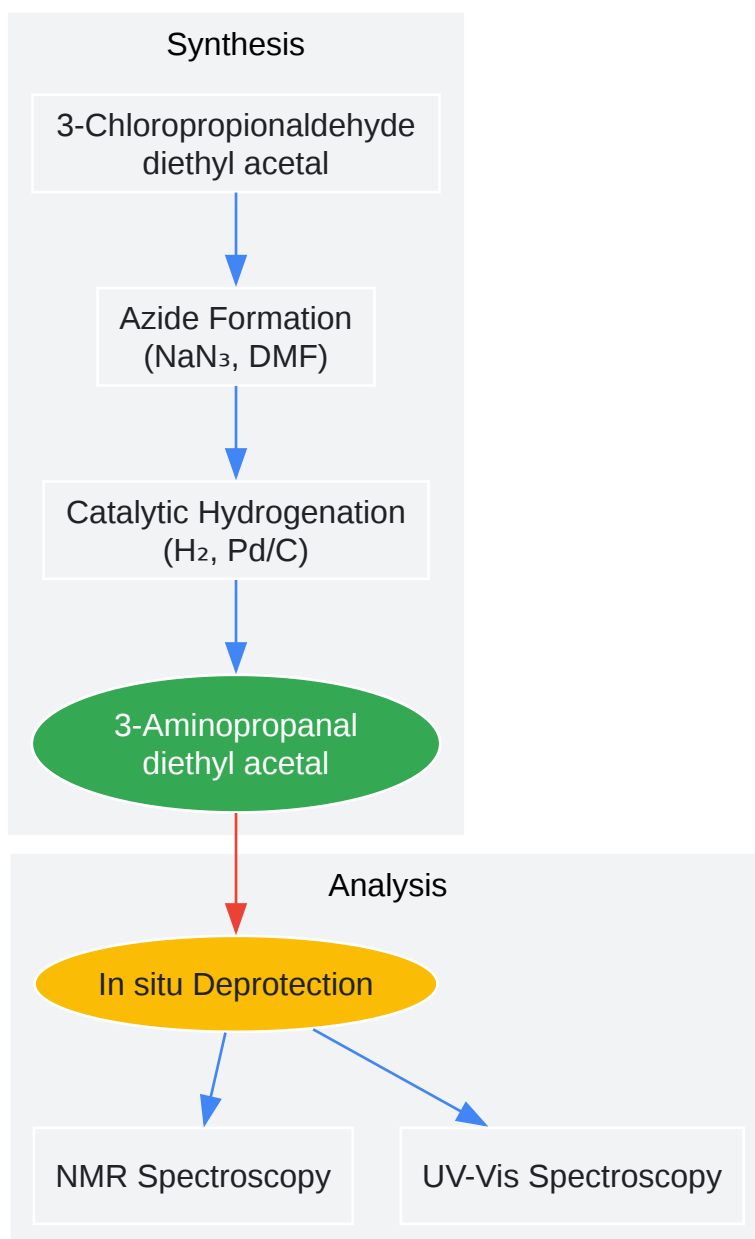 Synthesis
3-Chloropropionaldehyde
diethyl acetal
Azide Formation
(NaN₃, DMF)
Catalytic Hydrogenation
(H₂, Pd/C)
3-Aminopropanal
diethyl acetal
Analysis
In situ Deprotection
NMR Spectroscopy
UV-Vis Spectroscopy